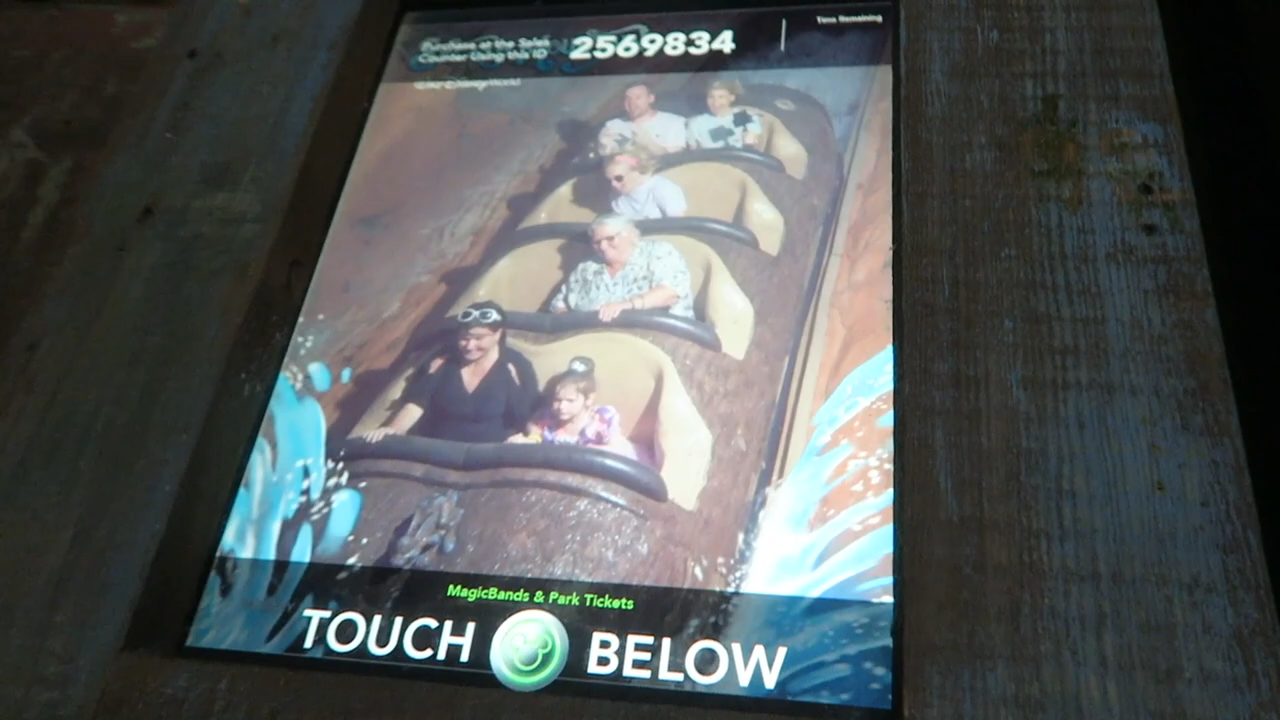 Purchase at the Sales
Counter Using this ID
2569834
Time Remaining
MagicBands & Park Tickets
TOUCH BELOW